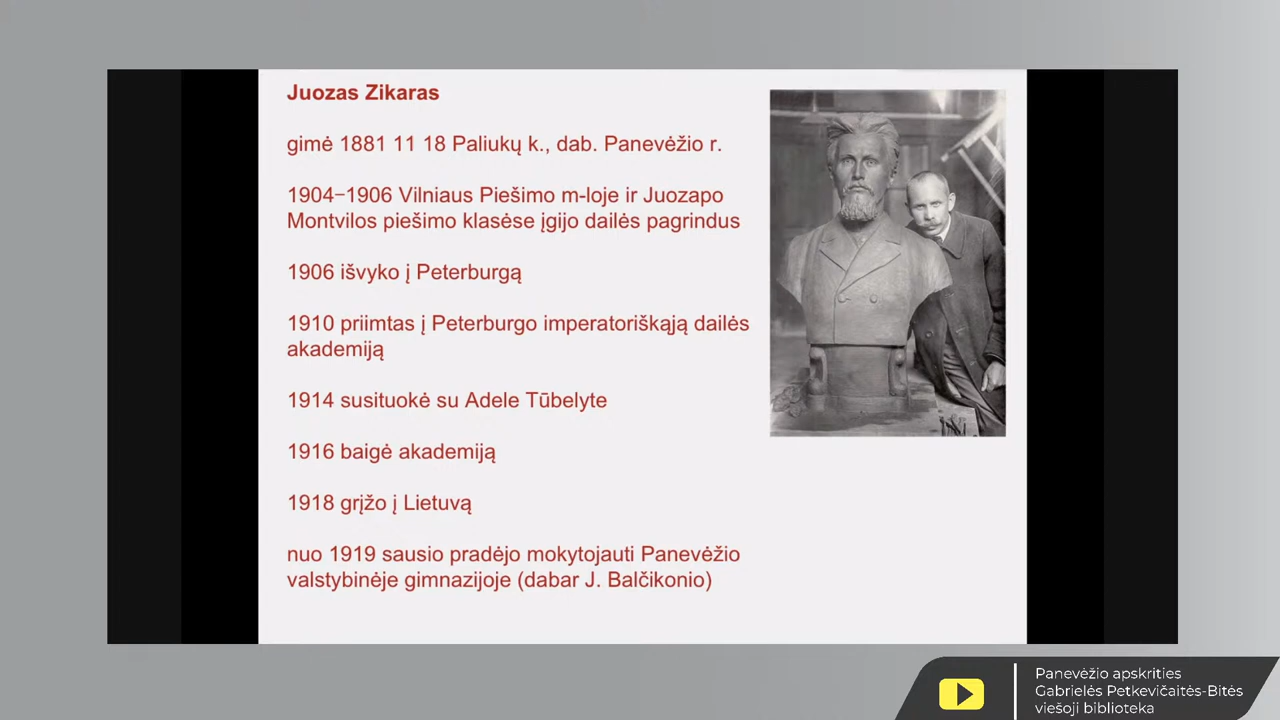 Juozas Zikaras
gimė 1881 11 18 Paliukų k., dab. Panevėžio r.
1904−1906 Vilniaus Piešimo m-loje ir Juozapo
Montvilos piešimo klasėse įgijo dailės pagrindus
1906 išvyko į Peterburgą
1910 priimtas į Peterburgo imperatoriškąją dailės
akademiją
1914 susituokė su Adele Tūbelyte
1916 baigė akademiją
1918 grįžo į Lietuvą
nuo 1919 sausio pradėjo mokytojauti Panevėžio
valstybinėje gimnazijoje (dabar J. Balčikonio)
Panevėžio apskrities
Gabrielės Petkevičaitės-Bitės
viešoji biblioteka